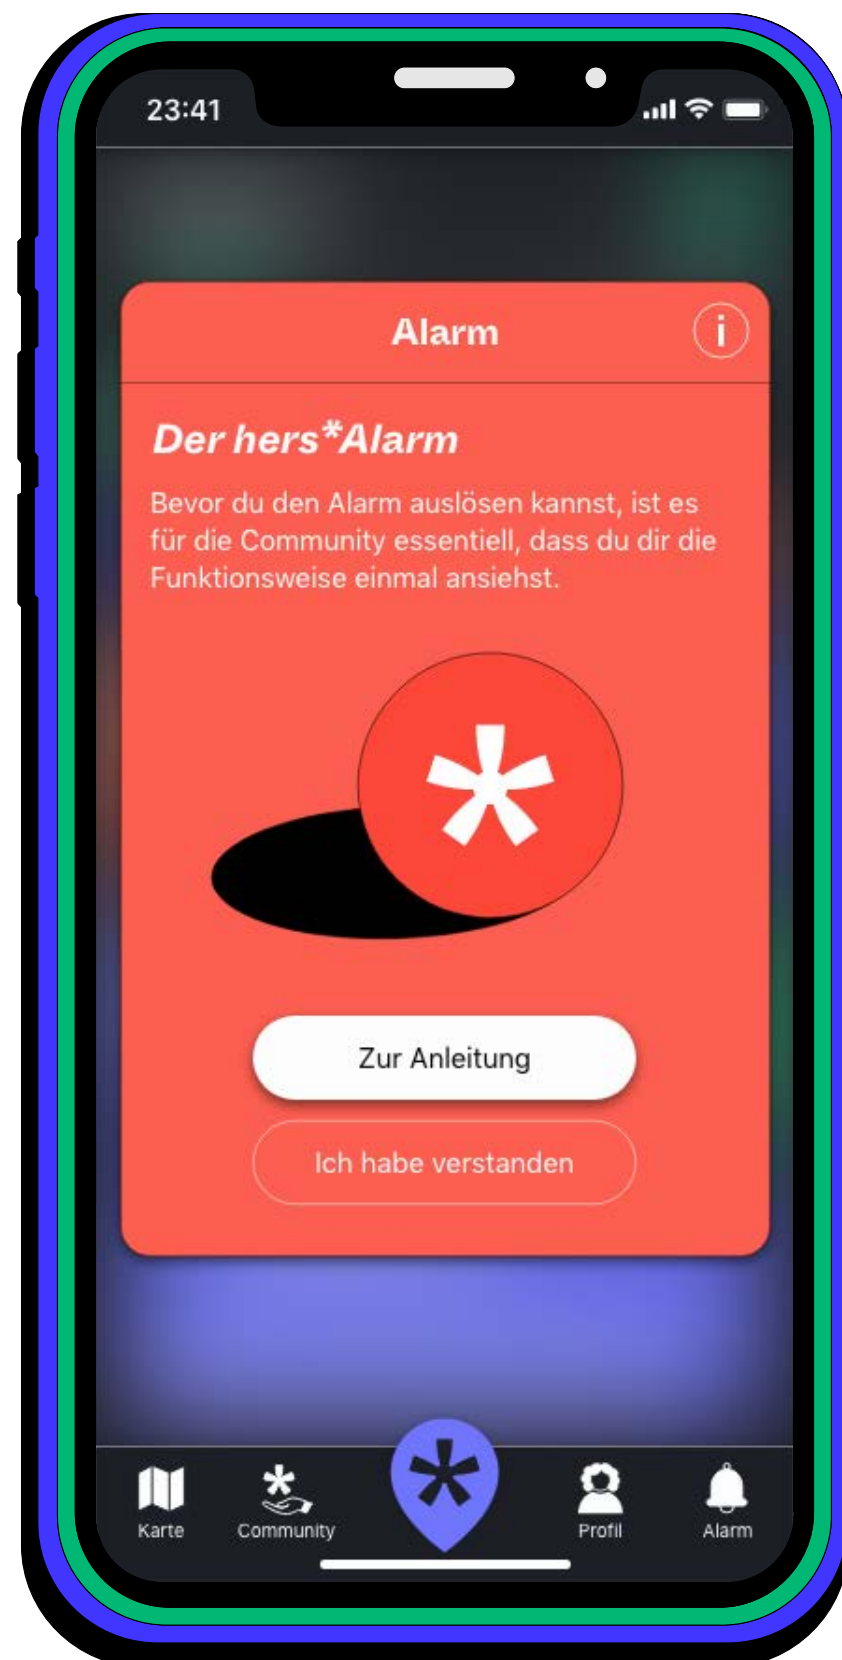 23:41
Alarm
i
Der hers*Alarm
Bevor du den Alarm auslösen kannst, ist es
für die Community essentiell, dass du dir die
Funktionsweise einmal ansiehst.
*
Zur Anleitung
Ich habe verstanden
Karte
Community
Profil
Alarm